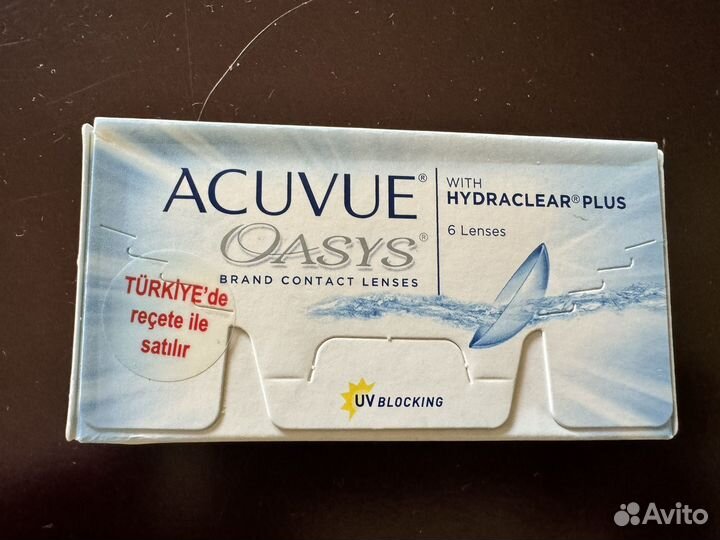 ACUVUE®
OASYS®
BRAND CONTACT LENSES
WITH
HYDRACLEAR® PLUS
6 Lenses
TÜRKİYE'de
reçete ile
satılır
UV BLOCKING
Avito